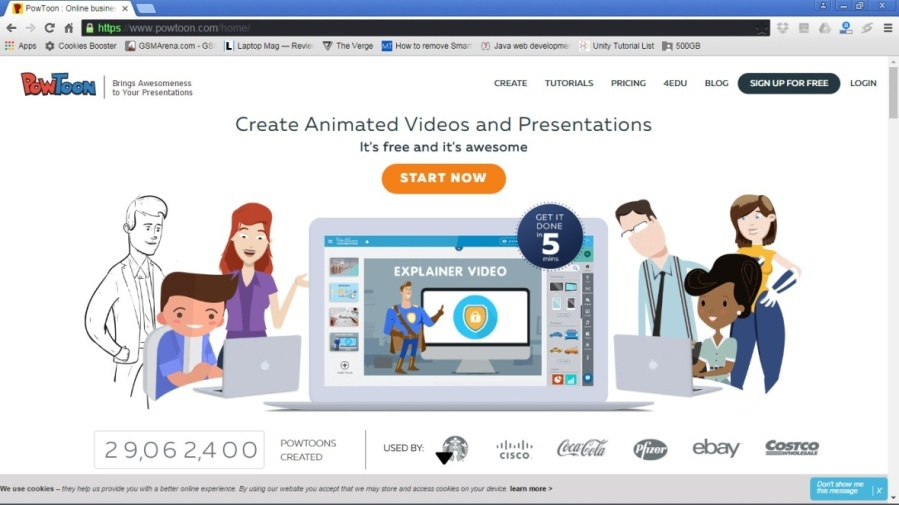 PowToon : Online busines
https://www.powtoon.com/home/
Apps
Cookies Booster
GSMArena.com - GS
Laptop Mag — Revie
The Verge
How to remove Smar
Java web developme
Unity Tutorial List
500GB
POWTOON
Brings Awesomeness
to Your Presentations
CREATE
TUTORIALS
PRICING
4EDU
BLOG
SIGN UP FOR FREE
LOGIN
Create Animated Videos and Presentations
It's free and it's awesome
START NOW
GET IT
DONE
in
5
mins
EXPLAINER VIDEO
29,062,400
POWTOONS
CREATED
USED BY:
CISCO
Coca-Cola
Pfizer
ebay
COSTCO
WHOLESALE
We use cookies – they help us provide you with a better online experience. By using our website you accept that we may store and access cookies on your device. learn more >
Don't show me
this message
X